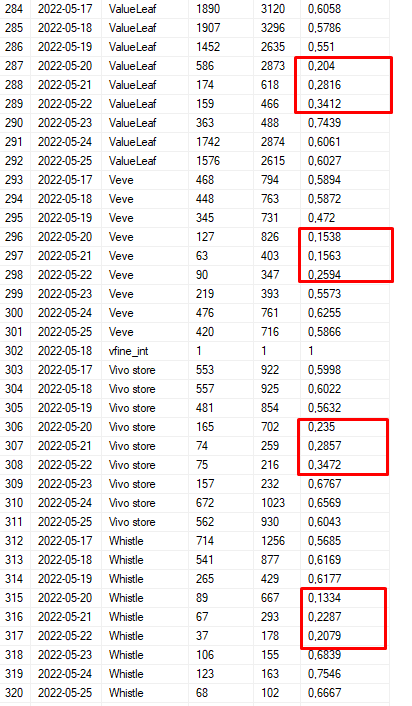 284 2022-05-17 ValueLeaf 1890 3120 0,6058
285 2022-05-18 ValueLeaf 1907 3296 0,5786
286 2022-05-19 ValueLeaf 1452 2635 0,551
287 2022-05-20 ValueLeaf 586 2873 0,204
288 2022-05-21 ValueLeaf 174 618 0,2816
289 2022-05-22 ValueLeaf 159 466 0,3412
290 2022-05-23 ValueLeaf 363 488 0,7439
291 2022-05-24 ValueLeaf 1742 2874 0,6061
292 2022-05-25 ValueLeaf 1576 2615 0,6027
293 2022-05-17 Veve 468 794 0,5894
294 2022-05-18 Veve 448 763 0,5872
295 2022-05-19 Veve 345 731 0,472
296 2022-05-20 Veve 127 826 0,1538
297 2022-05-21 Veve 63 403 0,1563
298 2022-05-22 Veve 90 347 0,2594
299 2022-05-23 Veve 219 393 0,5573
300 2022-05-24 Veve 476 761 0,6255
301 2022-05-25 Veve 420 716 0,5866
302 2022-05-18 vfine_int 1 1 1
303 2022-05-17 Vivo store 553 922 0,5998
304 2022-05-18 Vivo store 557 925 0,6022
305 2022-05-19 Vivo store 481 854 0,5632
306 2022-05-20 Vivo store 165 702 0,235
307 2022-05-21 Vivo store 74 259 0,2857
308 2022-05-22 Vivo store 75 216 0,3472
309 2022-05-23 Vivo store 157 232 0,6767
310 2022-05-24 Vivo store 672 1023 0,6569
311 2022-05-25 Vivo store 562 930 0,6043
312 2022-05-17 Whistle 714 1256 0,5685
313 2022-05-18 Whistle 541 877 0,6169
314 2022-05-19 Whistle 265 429 0,6177
315 2022-05-20 Whistle 89 667 0,1334
316 2022-05-21 Whistle 67 293 0,2287
317 2022-05-22 Whistle 37 178 0,2079
318 2022-05-23 Whistle 106 155 0,6839
319 2022-05-24 Whistle 123 163 0,7546
320 2022-05-25 Whistle 68 102 0,6667